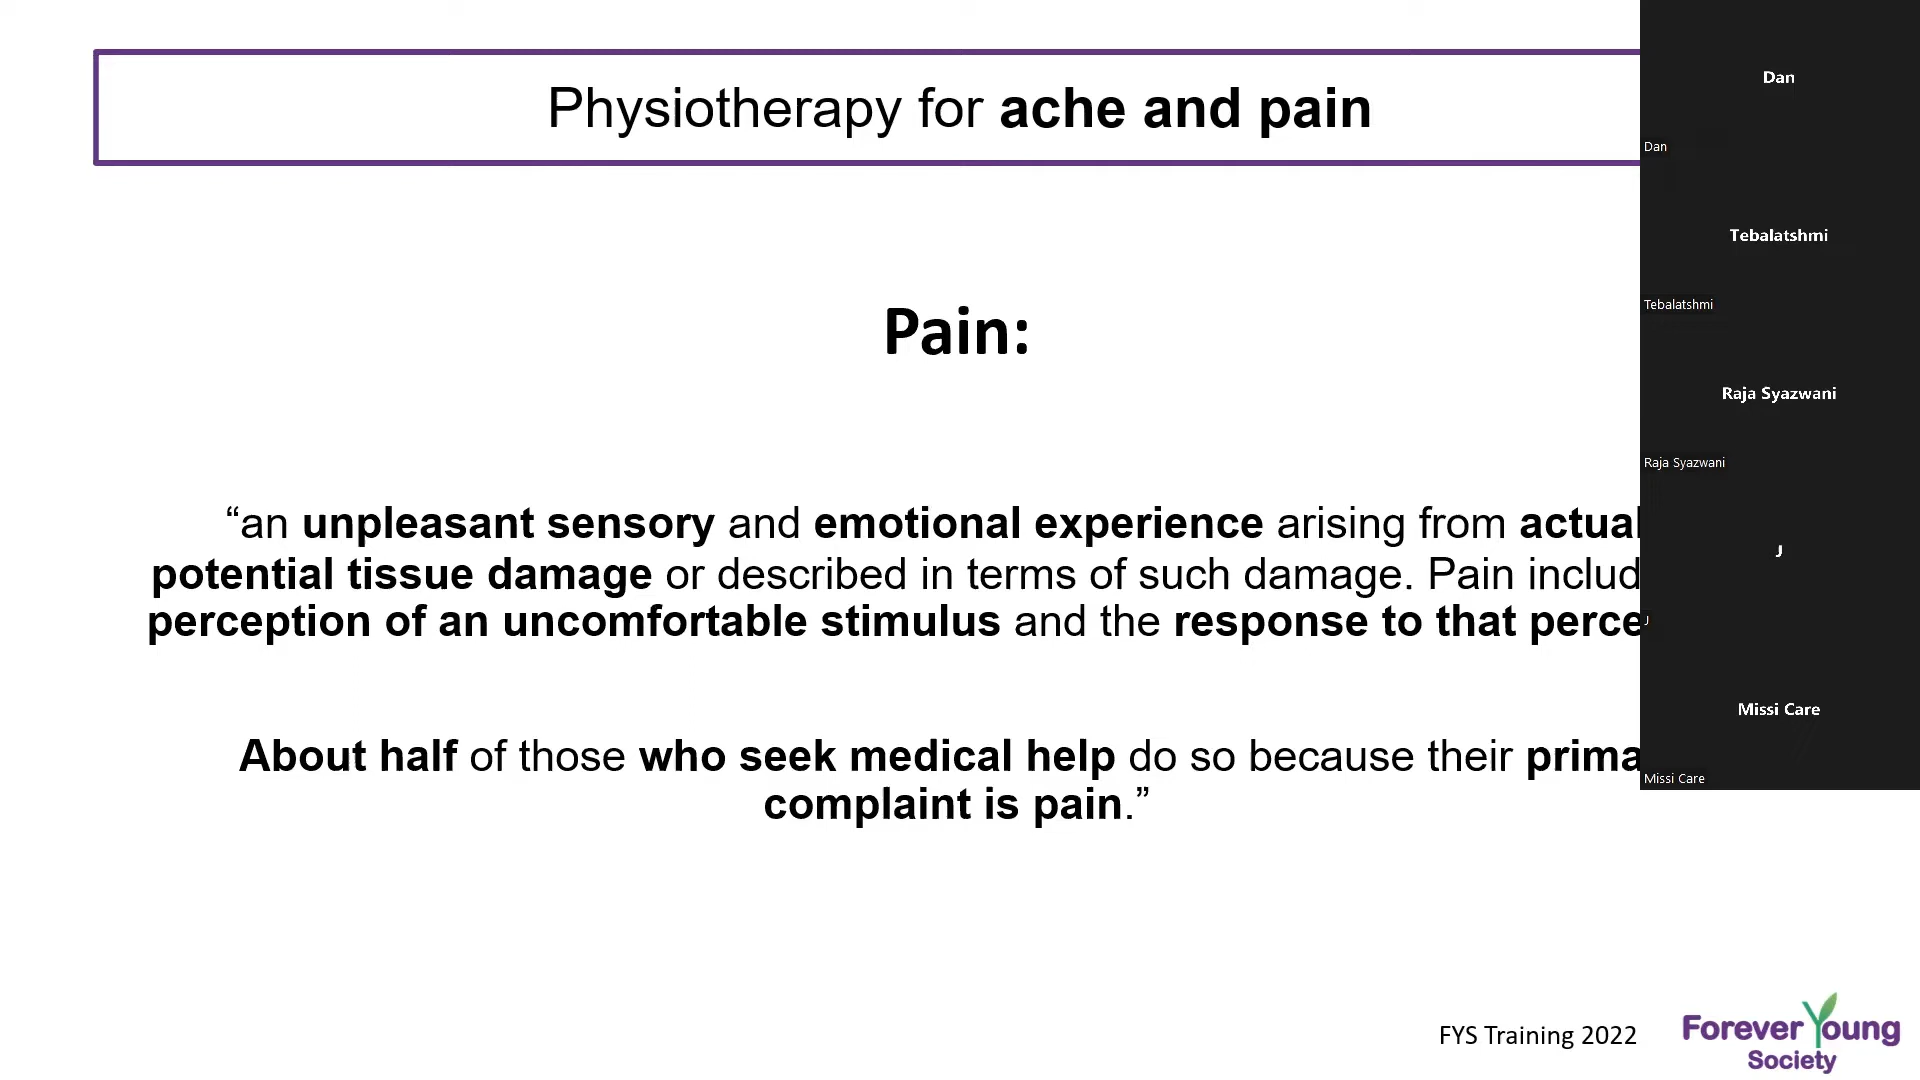 Physiotherapy for ache and pain
Pain:
“an unpleasant sensory and emotional experience arising from actual
potential tissue damage or described in terms of such damage. Pain includ
perception of an uncomfortable stimulus and the response to that perce
About half of those who seek medical help do so because their prima
complaint is pain.”
FYS Training 2022
Forever Young
Society
Dan
Dan
Tebalatshmi
Tebalatshmi
Raja Syazwani
Raja Syazwani
J
J
Missi Care
Missi Care